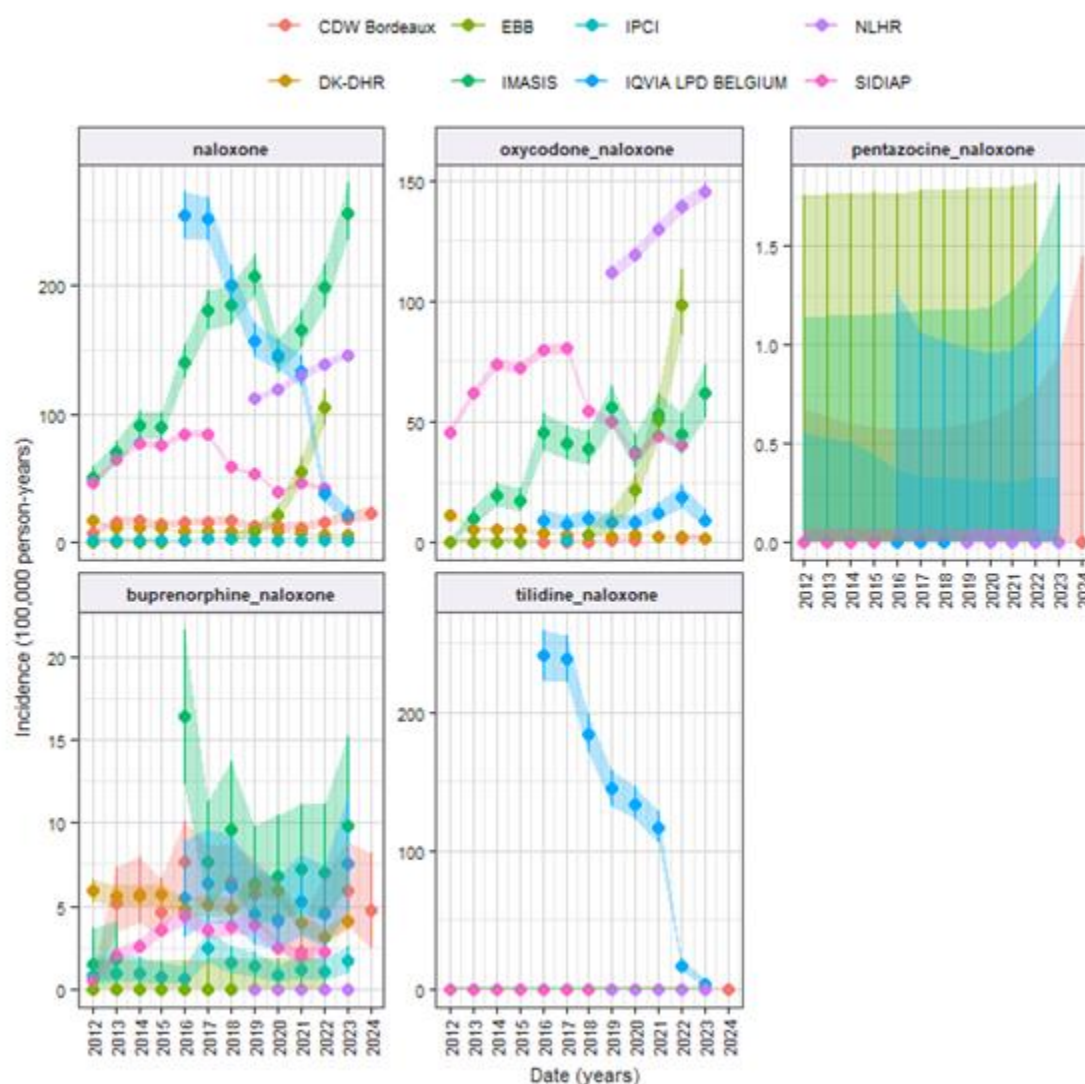 CDW Bordeaux EBB IPCI NLHR
DK-DHR IMASIS IQVIA LPD BELGIUM SIDIAP
naloxone oxycodone_naloxone pentazocine_naloxone
200
100
0
150
100
50
0
1.5
1.0
0.5
0.0
2012 2013 2014 2015 2016 2017 2018 2019 2020 2021 2022 2023 2024
buprenorphine_naloxone tilidine_naloxone
20
15
10
5
0
200
100
0
2012 2013 2014 2015 2016 2017 2018 2019 2020 2021 2022 2023 2024
2012 2013 2014 2015 2016 2017 2018 2019 2020 2021 2022 2023 2024
Incidence (100,000 person-years)
Date (years)